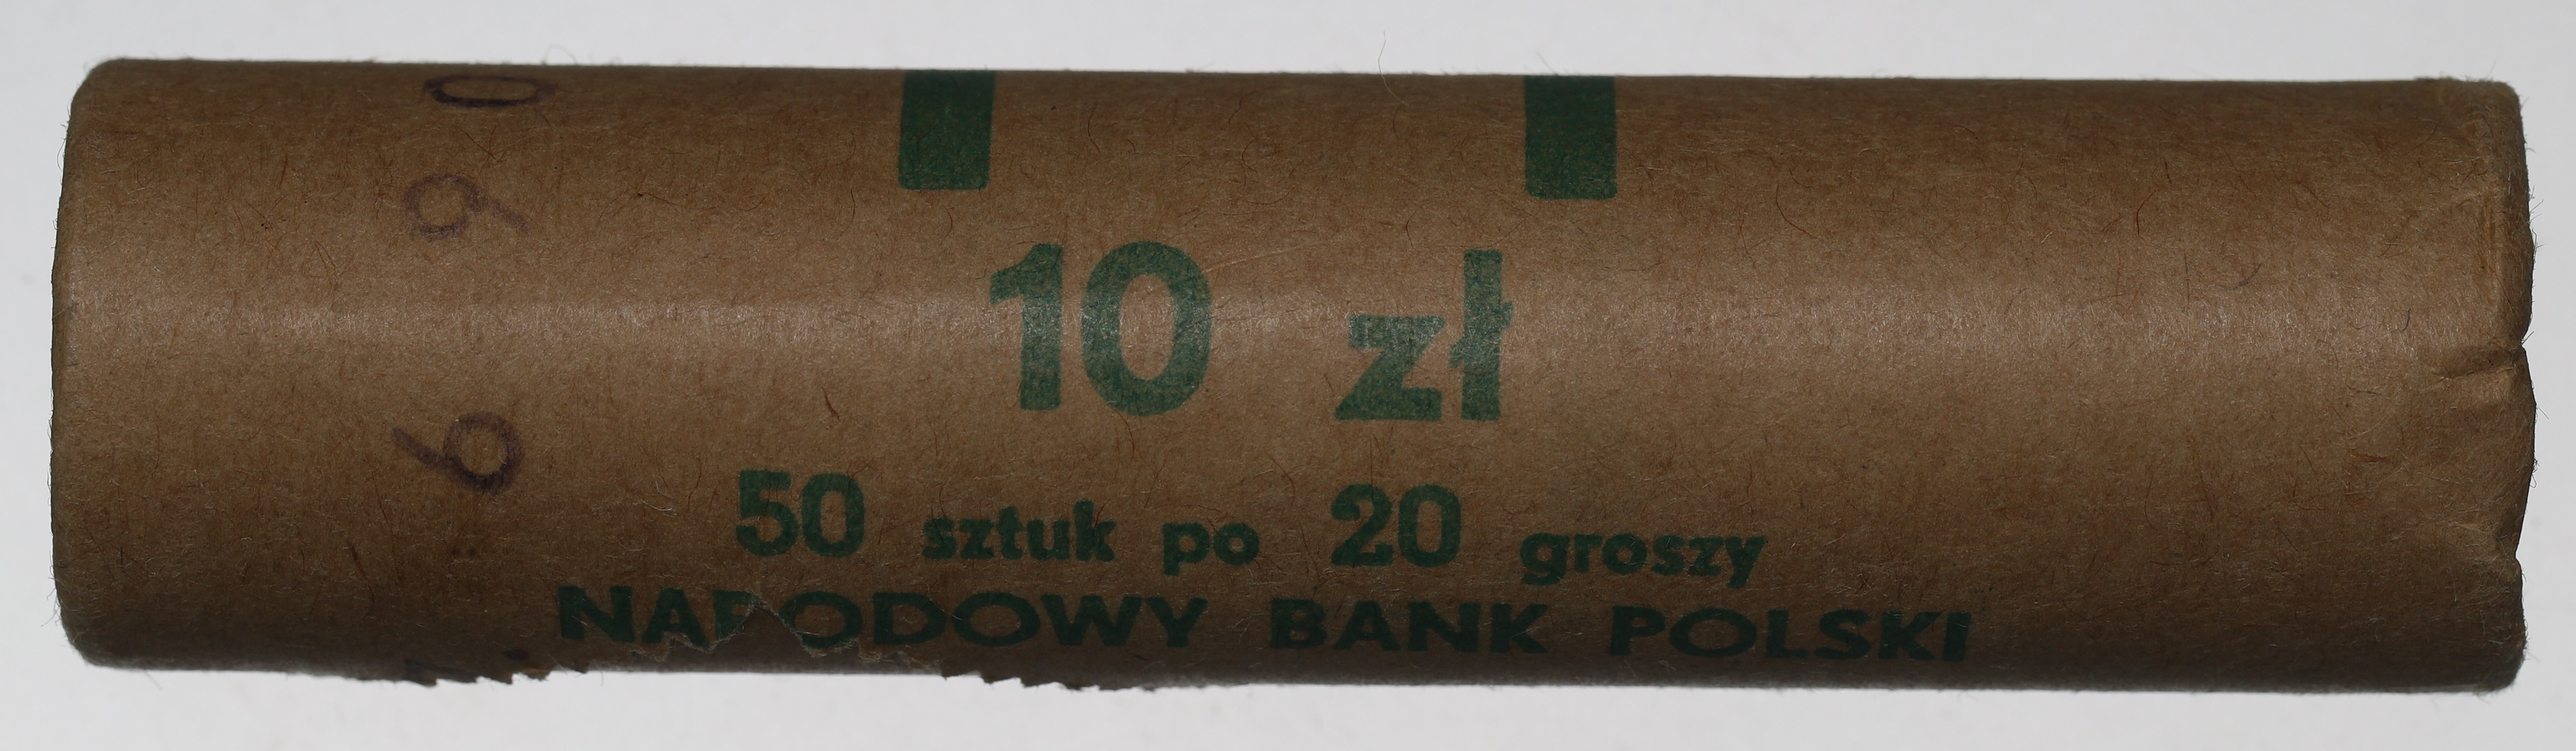 10 zł
50 sztuk po 20 groszy
NARODOWY BANK POLSKI